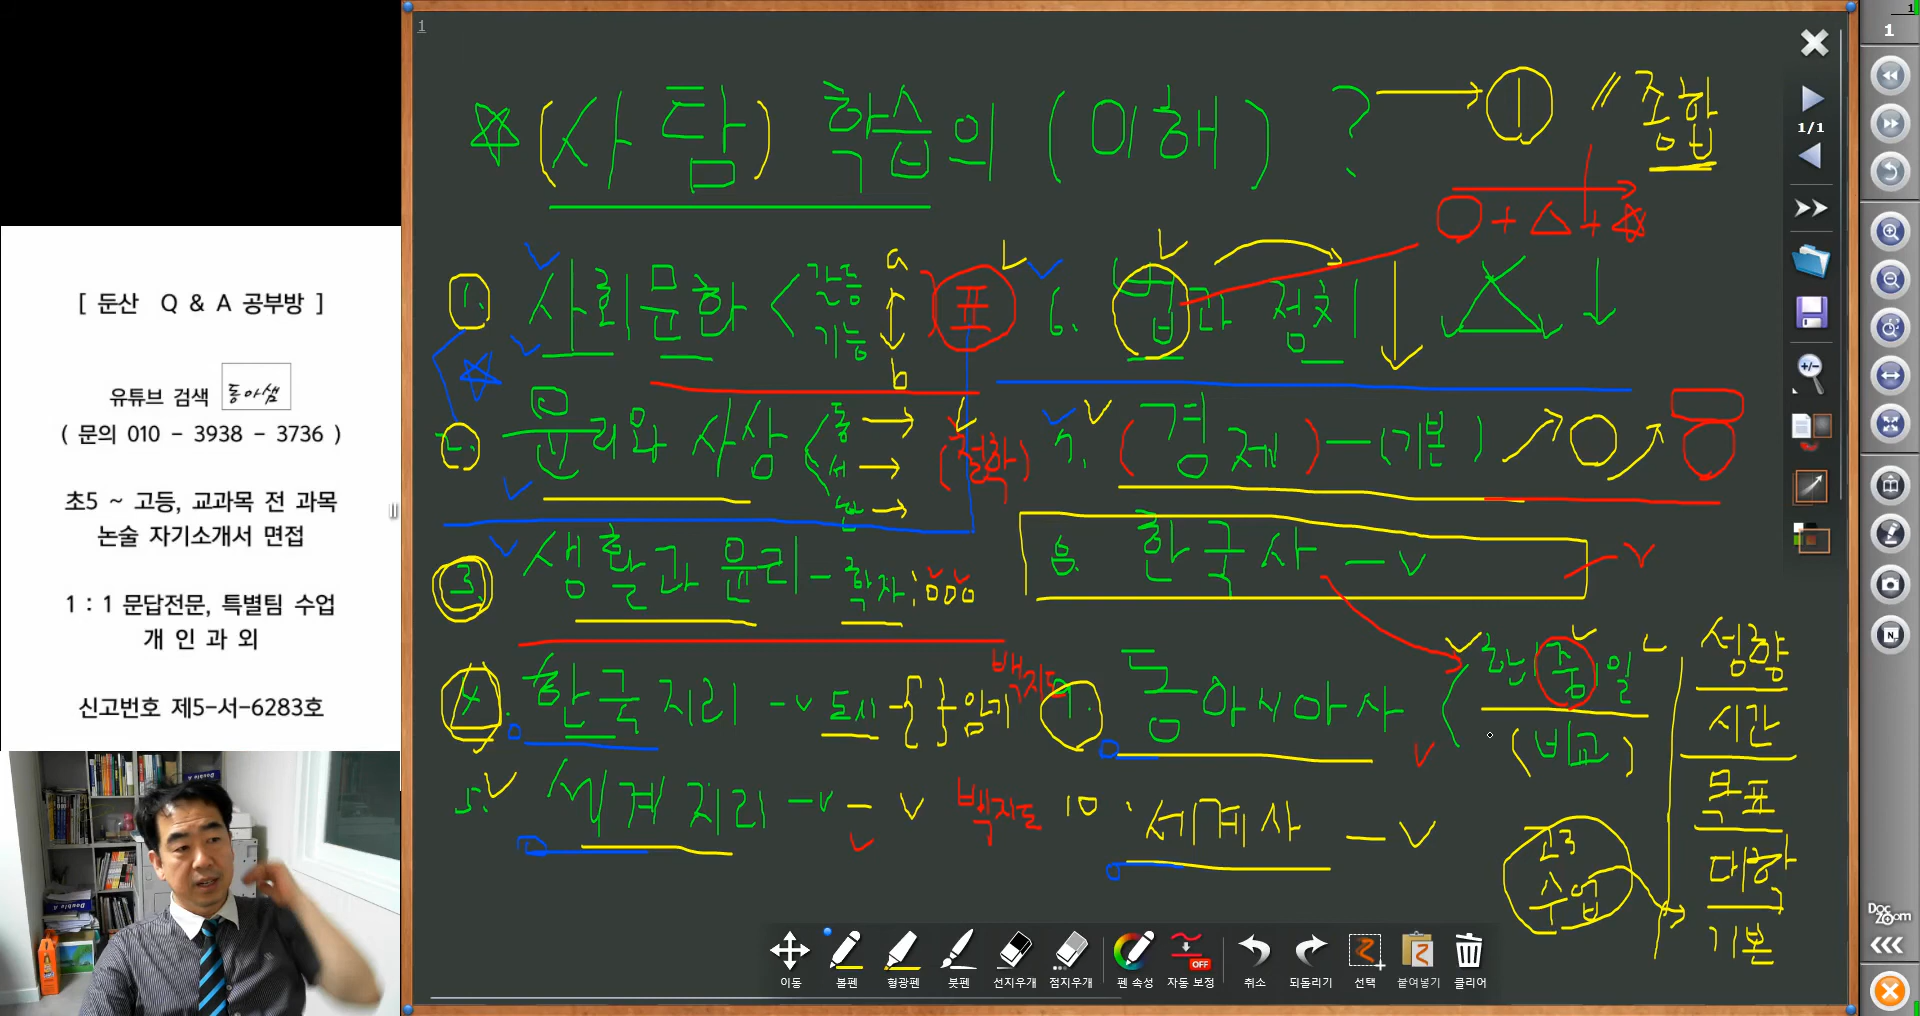 [ 둔산 Q & A 공부방 ]
유튜브 검색 동아샘
( 문의 010 - 3938 - 3736 )
초5 ~ 고등, 교과목 전 과목
논술 자기소개서 면접
1 : 1 문답전문, 특별팀 수업
개 인 과 외
신고번호 제5-서-6283호
1
(사 탐) 학습의 (이해) ?
① // 종합
1. 사회문화 < 갈등 기능 a b 표
2. 윤리와 사상 < 동 서 한 (철학)
3. 생활과 윤리 - 학자 :
4. 한국 지리 - 도시 - { } 암기 백지도
5. 세계 지리 백지도
6. 법과 정치
7. (경제) - (기본)
8. 한국사
9. 동아시아사 한 중 일
(비교)
10. 세계사
고3
수업
성향
시간
목표
대학
기본
1/1
이동
볼펜
형광펜
붓펜
선지우개
점지우개
펜 속성
OFF
자동 보정
취소
되돌리기
선택
붙여넣기
클리어
1
1
Doc Zoom